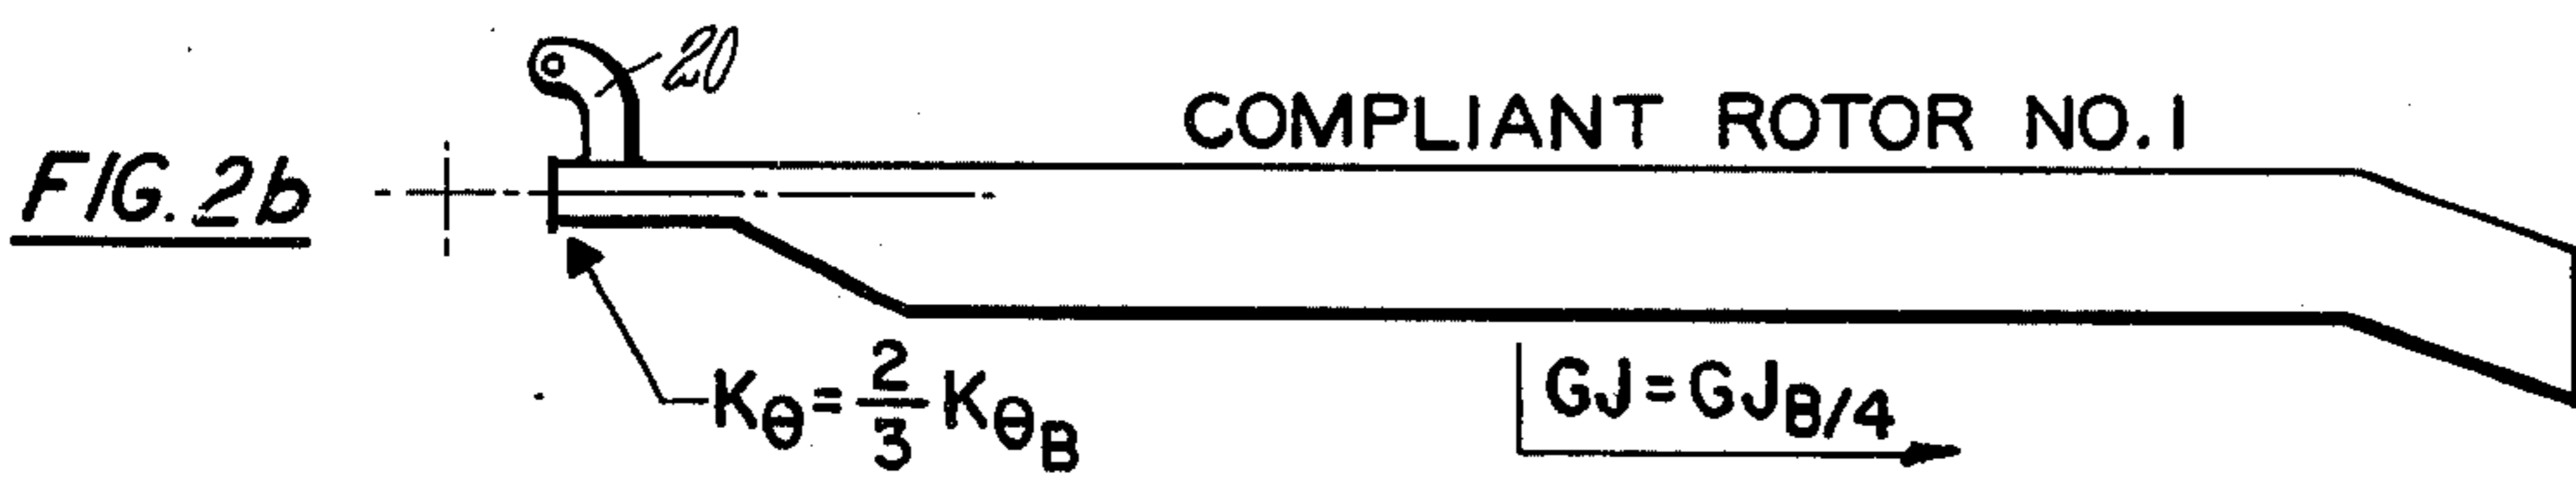 20
COMPLIANT ROTOR NO. 1
FIG. 2b
Kθ = 2/3 KθB
GJ = GJB/4